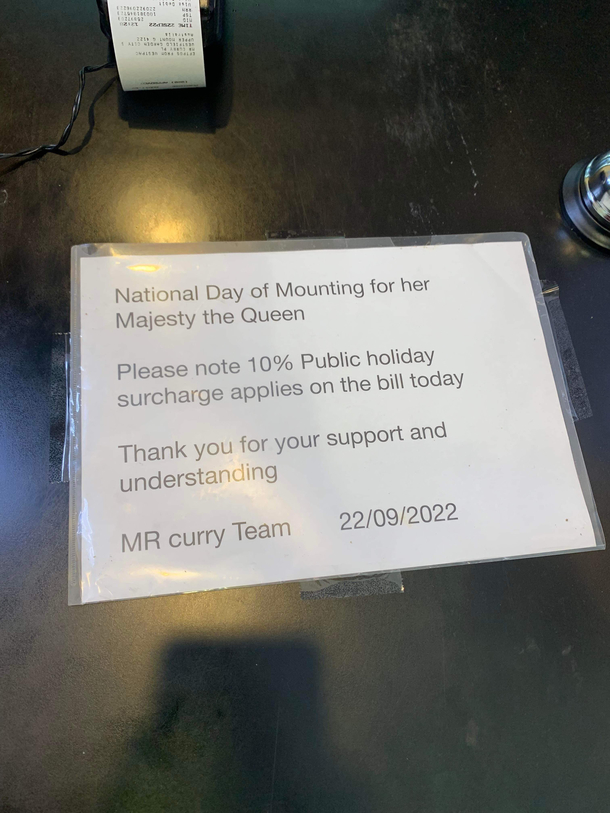 National Day of Mounting for her
Majesty the Queen
Please note 10% Public holiday
surcharge applies on the bill today
Thank you for your support and
understanding
MR curry Team 22/09/2022